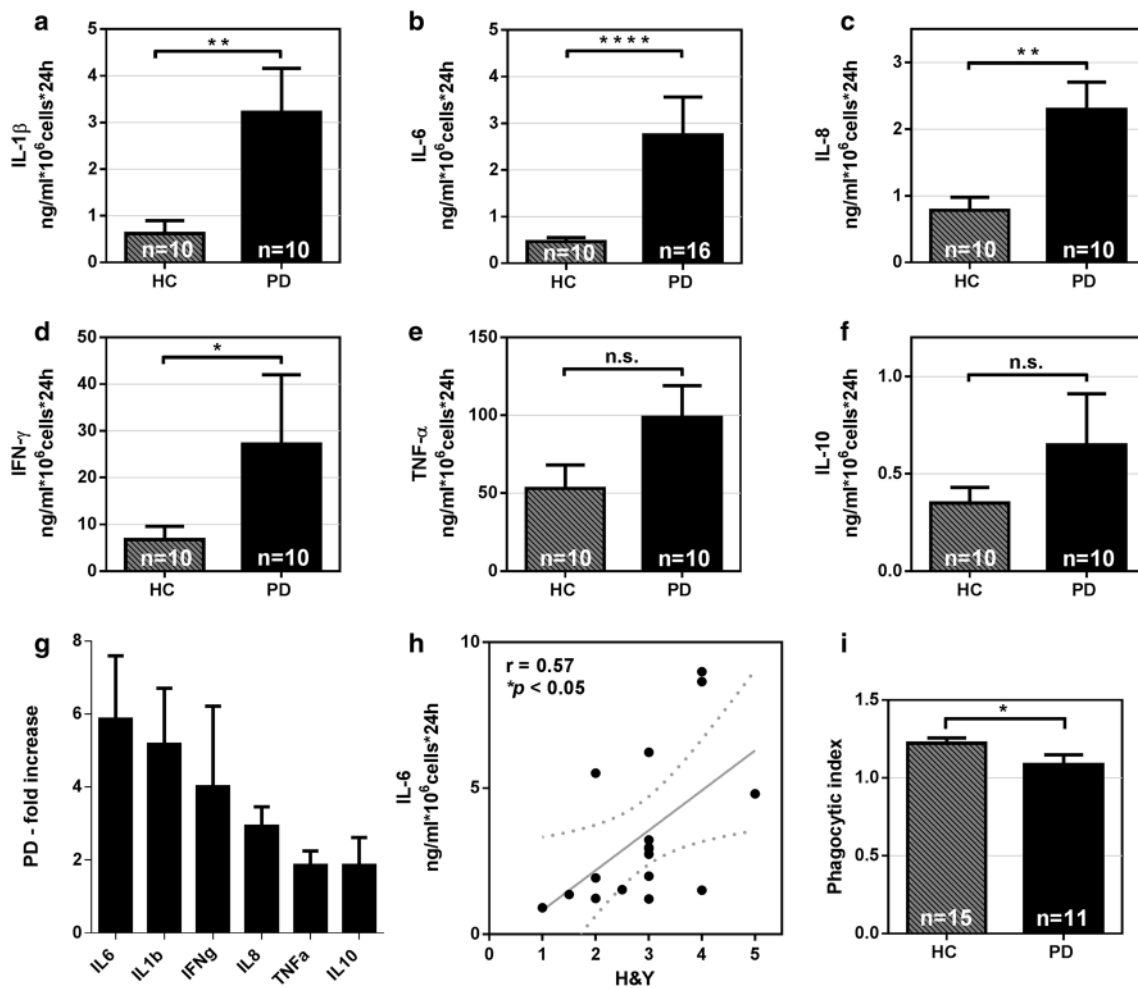 a
IL-1β
ng/ml*10⁶cells*24h
5
4
3
2
1
0
* *
n=10
n=10
HC
PD
b
IL-6
ng/ml*10⁶cells*24h
5
4
3
2
1
0
* * * *
n=10
n=16
HC
PD
c
IL-8
ng/ml*10⁶cells*24h
3
2
1
0
* *
n=10
n=10
HC
PD
d
IFN-γ
ng/ml*10⁶cells*24h
50
40
30
20
10
0
*
n=10
n=10
HC
PD
e
TNF-α
ng/ml*10⁶cells*24h
150
100
50
0
n.s.
n=10
n=10
HC
PD
f
IL-10
ng/ml*10⁶cells*24h
1.0
0.5
0.0
n.s.
n=10
n=10
HC
PD
g
PD - fold increase
8
6
4
2
0
IL6
IL1b
IFNg
IL8
TNFa
IL10
h
IL-6
ng/ml*10⁶cells*24h
10
5
0
r = 0.57
*p < 0.05
0
1
2
3
4
5
H&Y
i
Phagocytic index
1.5
1.0
0.5
0.0
*
n=15
n=11
HC
PD